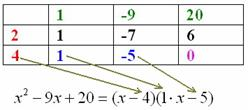 1 -9 20
2 1 -7 6
4 1 -5 0
x² − 9x + 20 = (x − 4)(1 · x − 5)